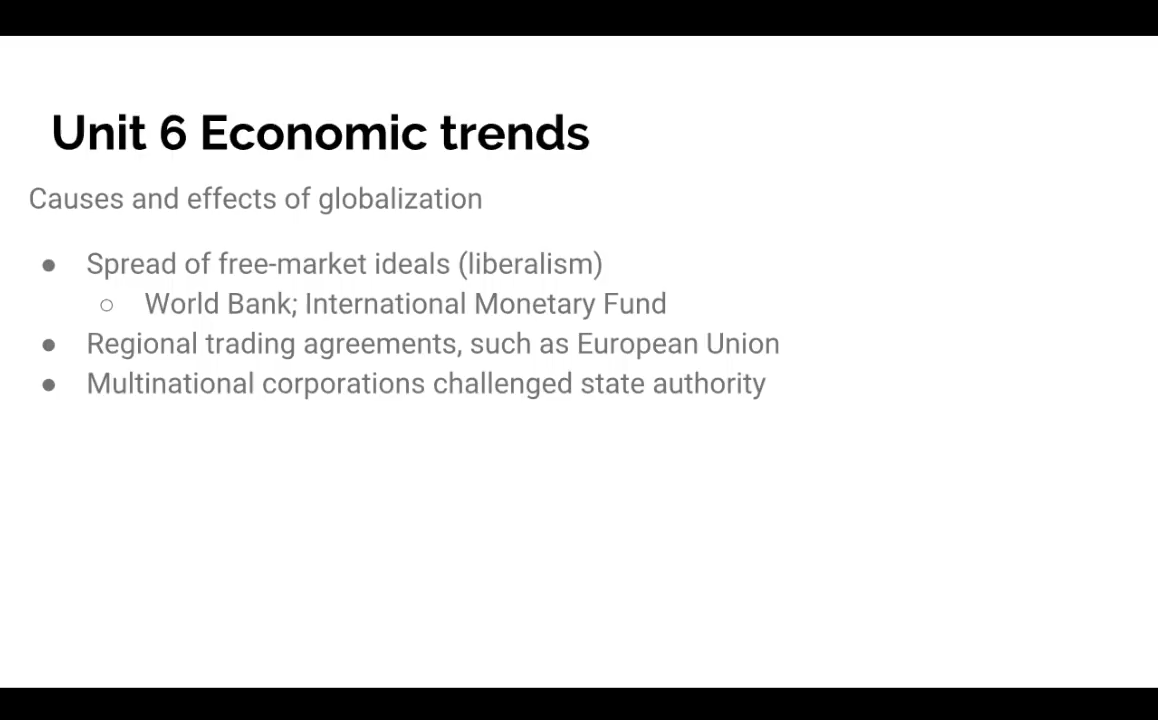 Unit 6 Economic trends
Causes and effects of globalization
● Spread of free-market ideals (liberalism)
○ World Bank; International Monetary Fund
● Regional trading agreements, such as European Union
● Multinational corporations challenged state authority